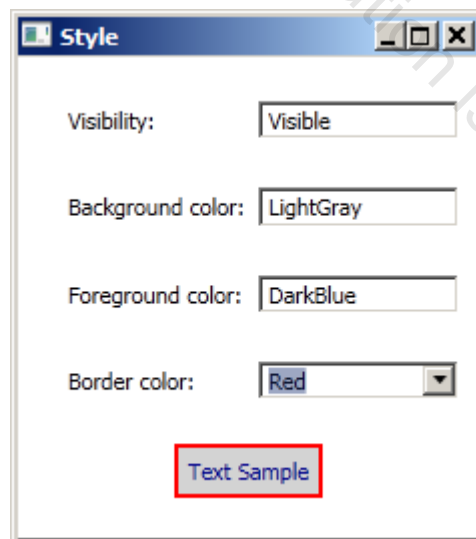 Style
Visibility: Visible
Background color: LightGray
Foreground color: DarkBlue
Border color: Red
Text Sample